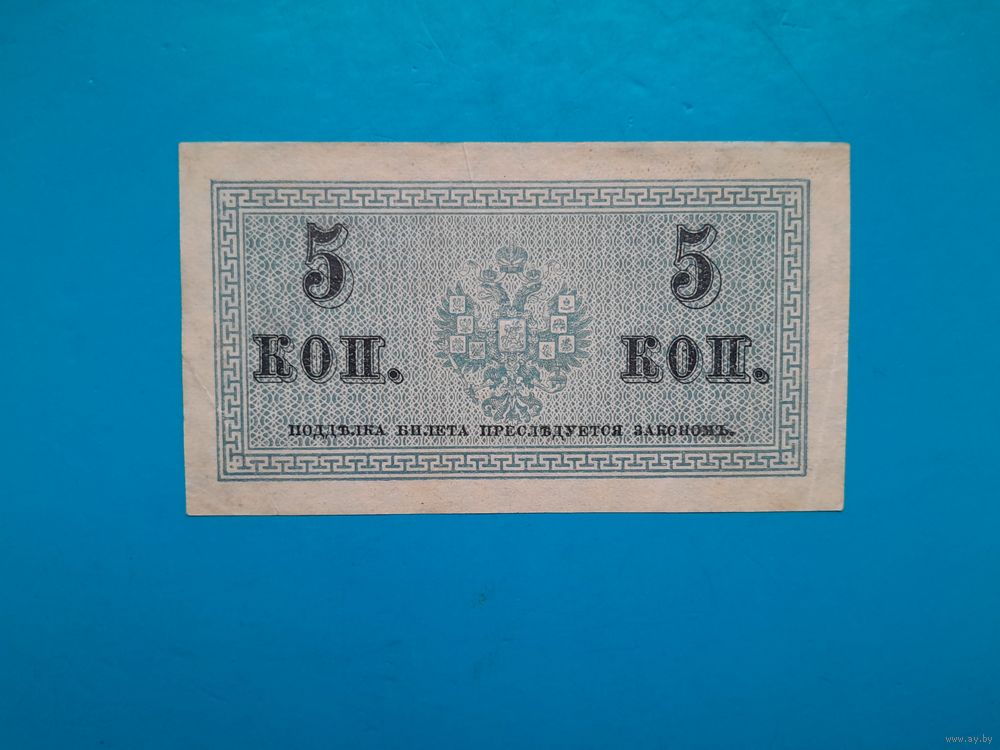 5 5
КОП. КОП.
ПОДДѢЛКА БИЛЕТА ПРЕСЛѢДУЕТСЯ ЗАКОНОМЪ.
www.ay.by